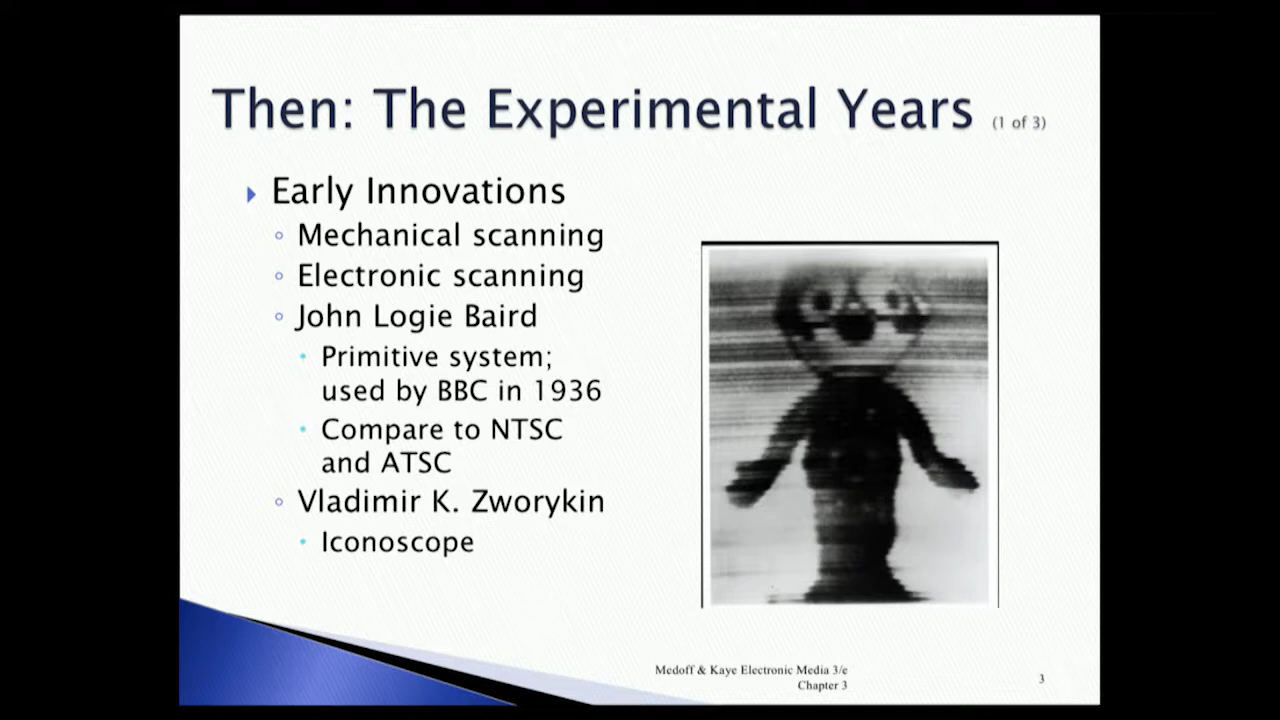 Then: The Experimental Years (1 of 3)
Early Innovations
Mechanical scanning
Electronic scanning
John Logie Baird
Primitive system;
used by BBC in 1936
Compare to NTSC
and ATSC
Vladimir K. Zworykin
Iconoscope
Medoff & Kaye Electronic Media 3/e
Chapter 3
3